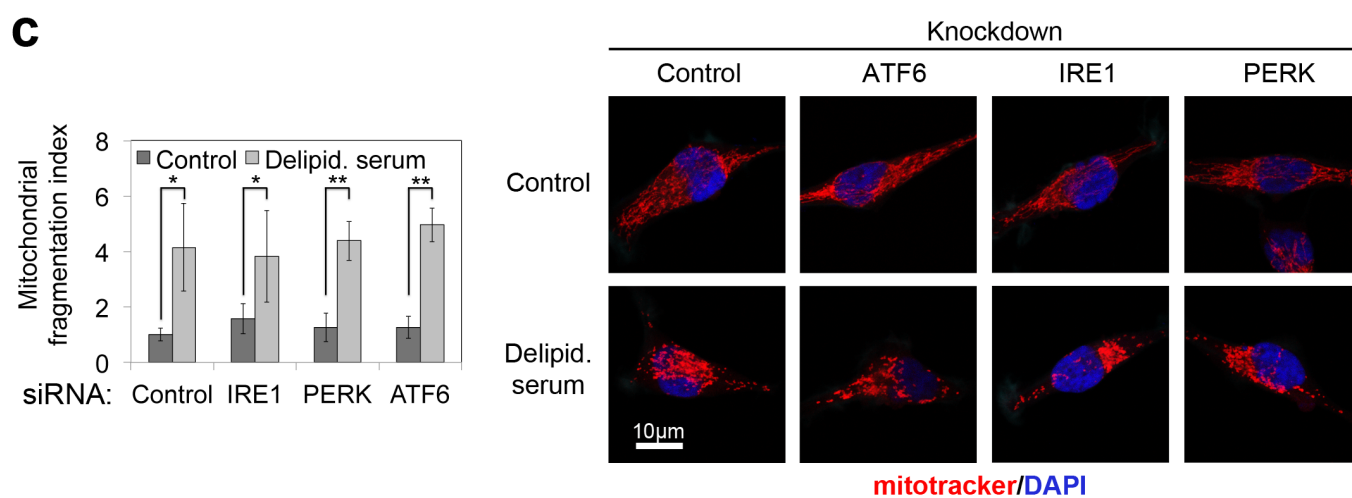 c
8
6
4
2
0
Mitochondrial
fragmentation index
Control
Delipid. serum
*
*
**
**
siRNA:
Control IRE1 PERK ATF6
Knockdown
Control ATF6 IRE1 PERK
Control
Delipid.
serum
10µm
mitotracker/DAPI